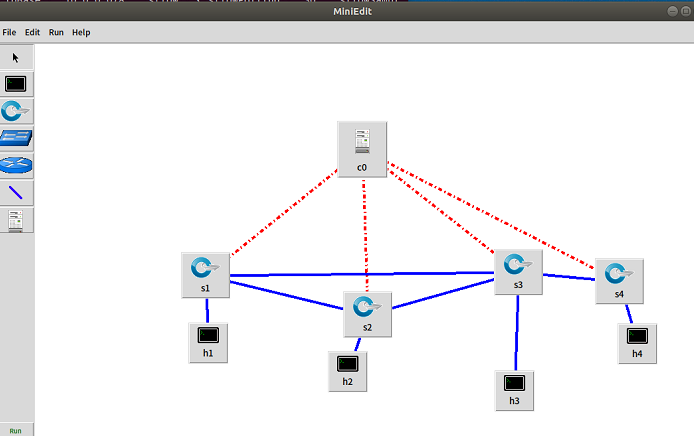 MiniEdit
File Edit Run Help
c0
s1
s3
s4
s2
h1
h2
h3
h4
Run